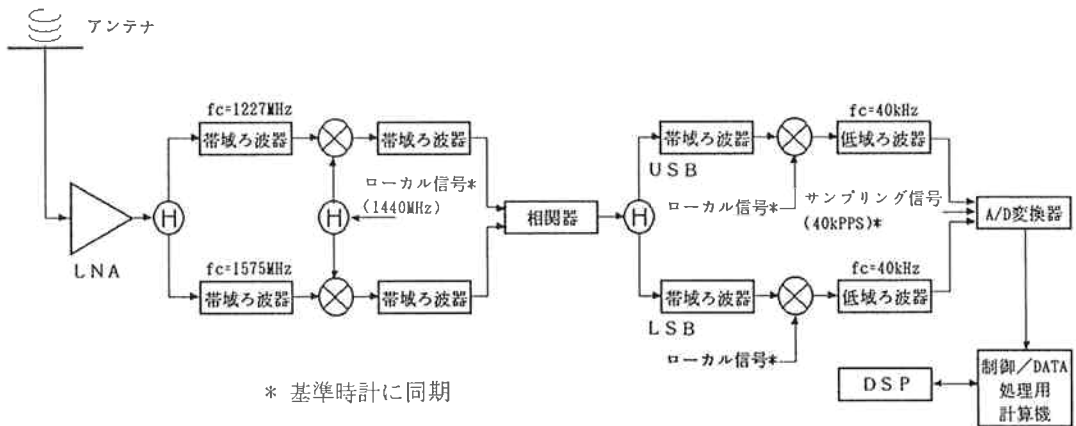 アンテナ
LNA
H
fc=1227MHz
帯域ろ波器
帯域ろ波器
ローカル信号*
(1440MHz)
H
fc=1575MHz
帯域ろ波器
帯域ろ波器
相関器
H
帯域ろ波器
USB
ローカル信号*
fc=40kHz
低域ろ波器
サンプリング信号
(40kPPS)*
A/D変換器
帯域ろ波器
LSB
ローカル信号*
fc=40kHz
低域ろ波器
DSP
制御/DATA
処理用
計算機
* 基準時計に同期